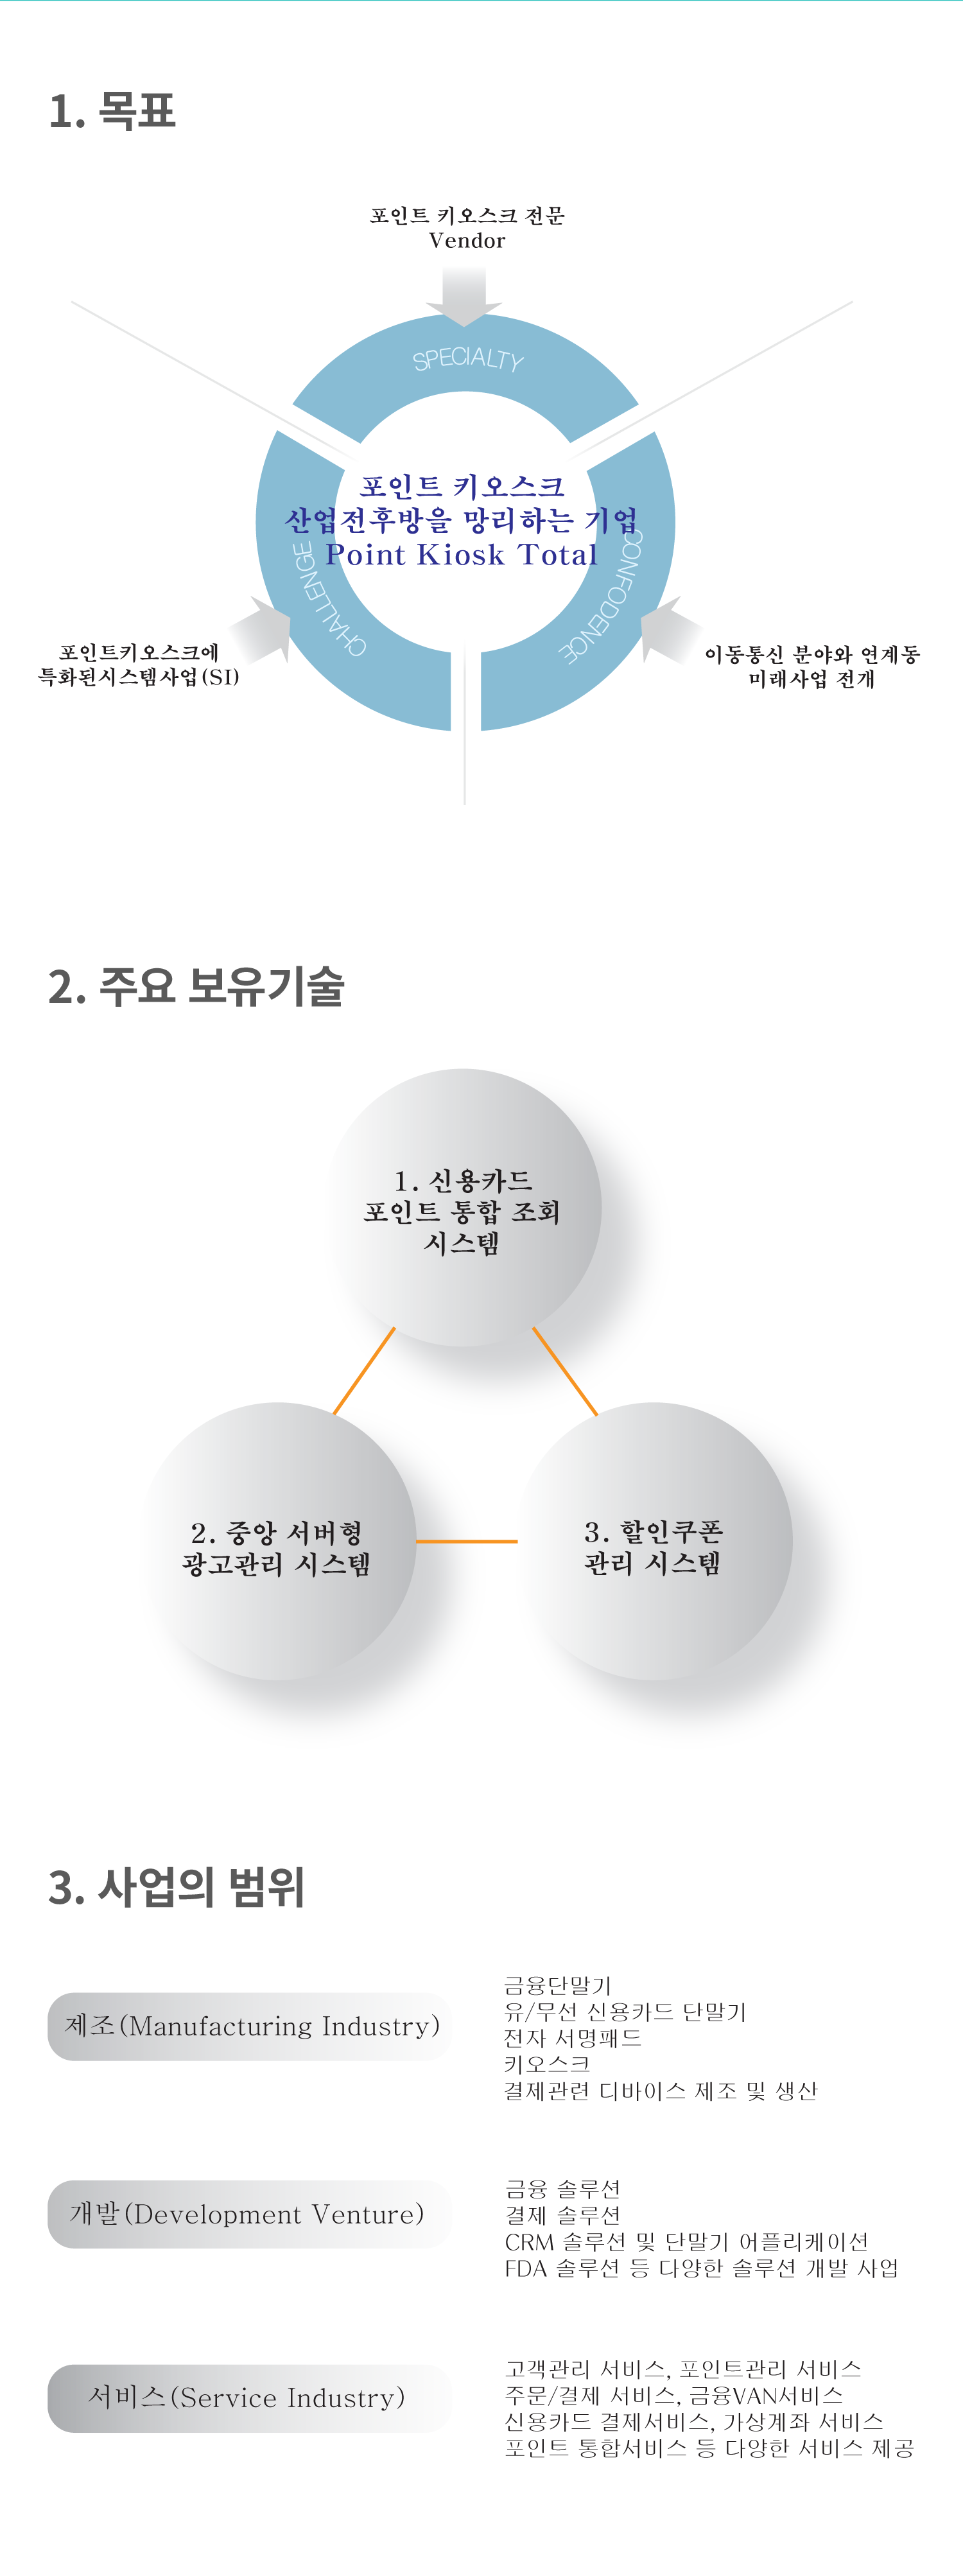 1. 목표
포인트 키오스크 전문
Vendor
SPECIALTY
포인트 키오스크
산업전후방을 망리하는 기업
Point Kiosk Total
CHALLENGE
CONFODENCE
포인트키오스크에
특화된시스템사업(SI)
이동통신 분야와 연계동
미래사업 전개
2. 주요 보유기술
1. 신용카드
포인트 통합 조회
시스템
2. 중앙 서버형
광고관리 시스템
3. 할인쿠폰
관리 시스템
3. 사업의 범위
제조(Manufacturing Industry)
금융단말기
유/무선 신용카드 단말기
전자 서명패드
키오스크
결제관련 디바이스 제조 및 생산
개발(Development Venture)
금융 솔루션
결제 솔루션
CRM 솔루션 및 단말기 어플리케이션
FDA 솔루션 등 다양한 솔루션 개발 사업
서비스(Service Industry)
고객관리 서비스, 포인트관리 서비스
주문/결제 서비스, 금융VAN서비스
신용카드 결제서비스, 가상계좌 서비스
포인트 통합서비스 등 다양한 서비스 제공